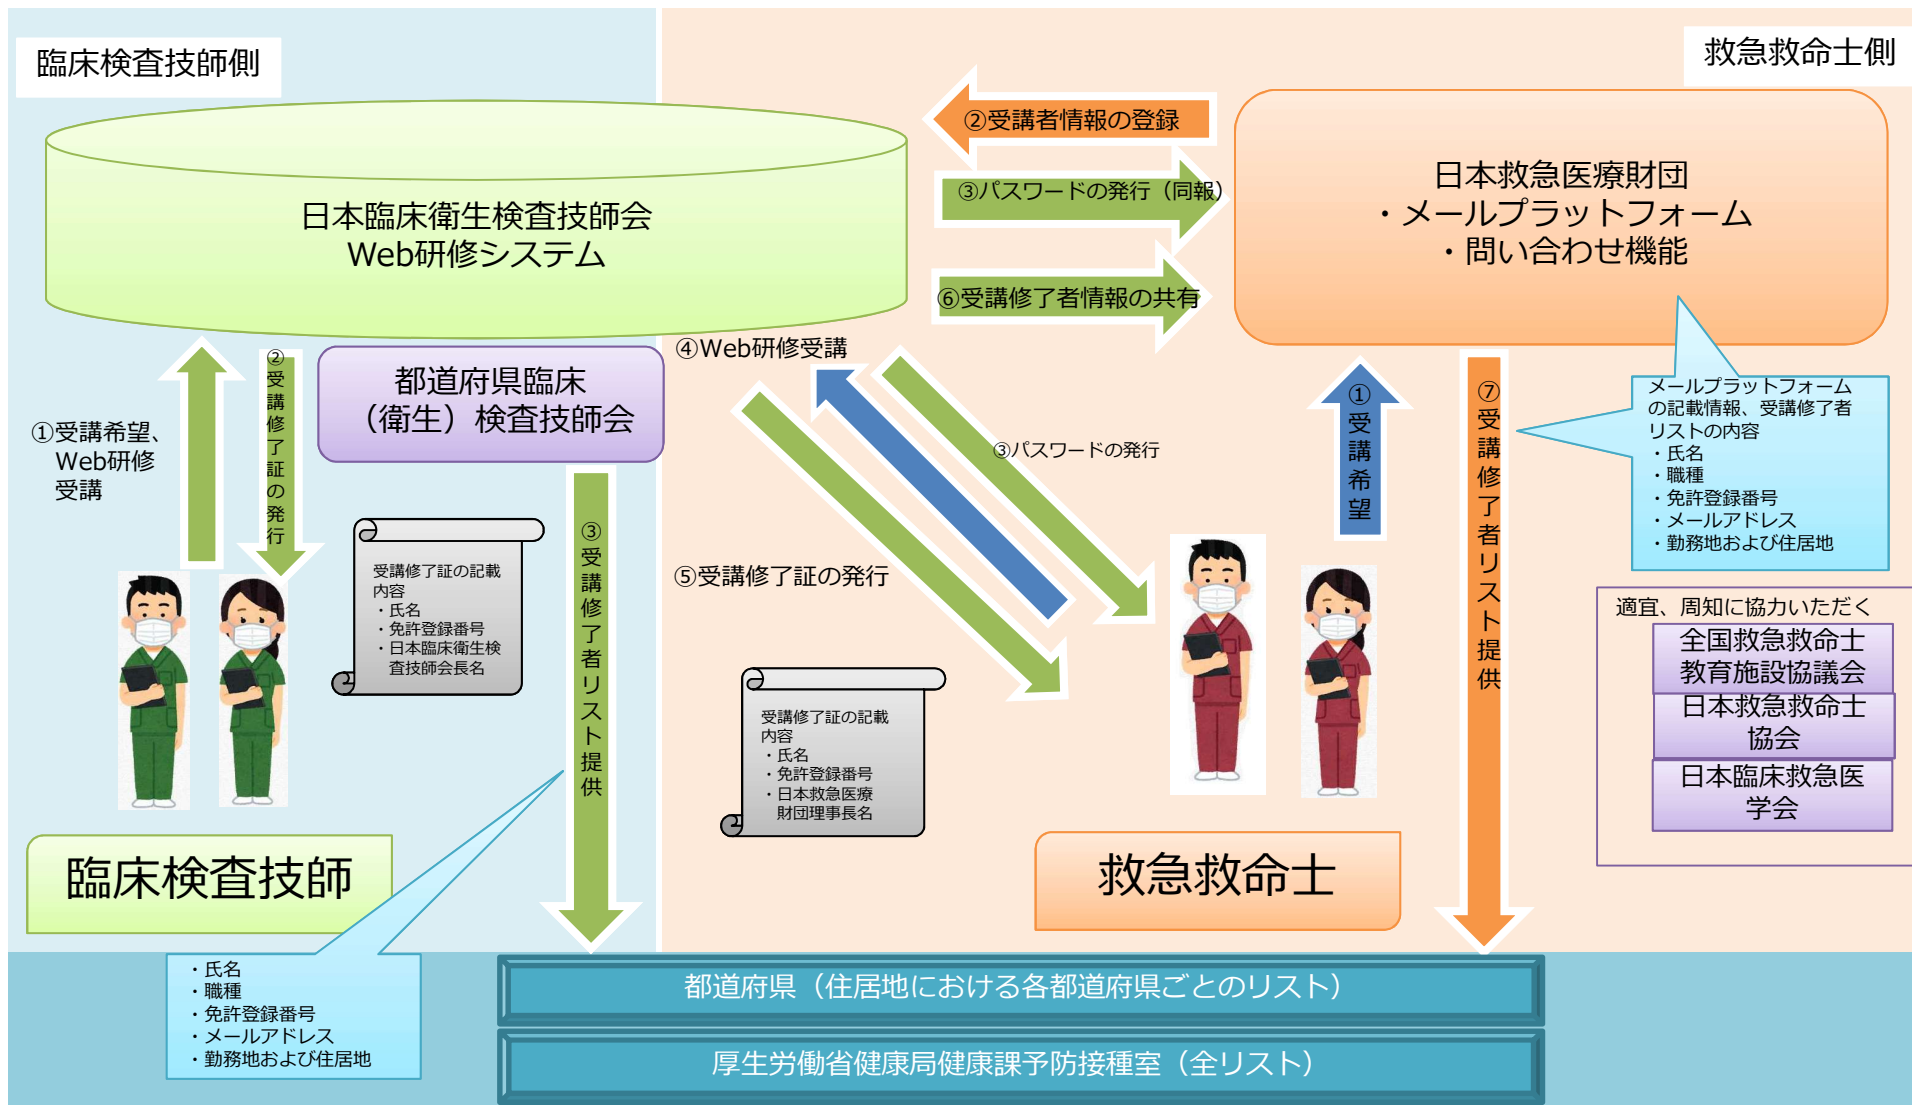 臨床検査技師側
救急救命士側
日本臨床衛生検査技師会
Web研修システム
②受講者情報の登録
③パスワードの発行（同報）
⑥受講修了者情報の共有
日本救急医療財団
・メールプラットフォーム
・問い合わせ機能
①受講希望、
Web研修
受講
②受講修了証の発行
都道府県臨床
（衛生）検査技師会
③受講修了者リスト提供
受講修了証の記載
内容
・氏名
・免許登録番号
・日本臨床衛生検
査技師会長名
④Web研修受講
③パスワードの発行
⑤受講修了証の発行
受講修了証の記載
内容
・氏名
・免許登録番号
・日本救急医療
財団理事長名
①受講希望
⑦受講修了者リスト提供
メールプラットフォーム
の記載情報、受講修了者
リストの内容
・氏名
・職種
・免許登録番号
・メールアドレス
・勤務地および住居地
適宜、周知に協力いただく
全国救急救命士
教育施設協議会
日本救急救命士
協会
日本臨床救急医
学会
臨床検査技師
救急救命士
・氏名
・職種
・免許登録番号
・メールアドレス
・勤務地および住居地
都道府県（住居地における各都道府県ごとのリスト）
厚生労働省健康局健康課予防接種室（全リスト）